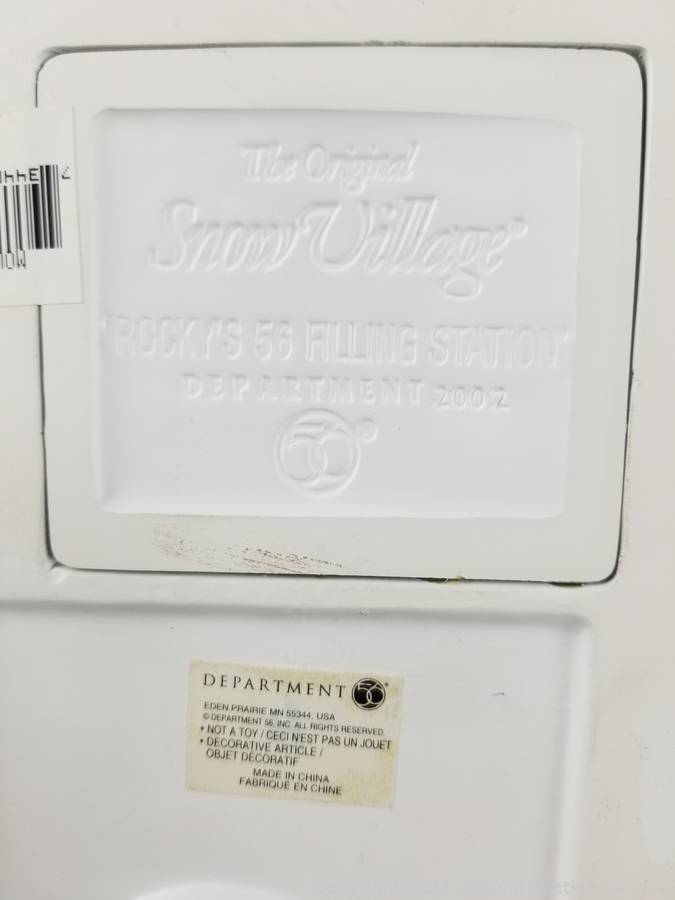 The Original
Snow Village®
"ROCKY'S 56 FILLING STATION"
DEPARTMENT 2002
56®
DEPARTMENT 56®
EDEN PRAIRIE MN 55344, USA
© DEPARTMENT 56, INC. ALL RIGHTS RESERVED.
• NOT A TOY / CECI N'EST PAS UN JOUET
• DECORATIVE ARTICLE /
OBJET DÉCORATIF
MADE IN CHINA
FABRIQUÉ EN CHINE